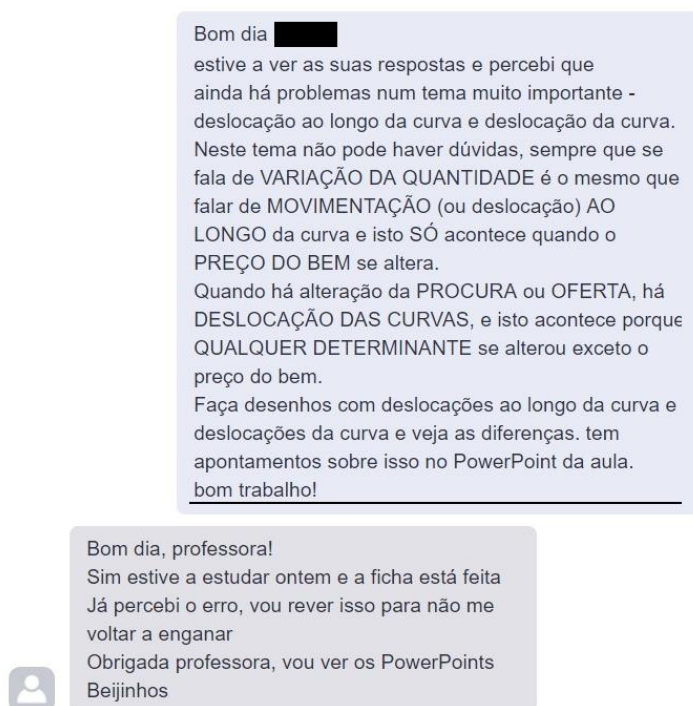 Bom dia
estive a ver as suas respostas e percebi que
ainda há problemas num tema muito importante -
deslocação ao longo da curva e deslocação da curva.
Neste tema não pode haver dúvidas, sempre que se
fala de VARIAÇÃO DA QUANTIDADE é o mesmo que
falar de MOVIMENTAÇÃO (ou deslocação) AO
LONGO da curva e isto SÓ acontece quando o
PREÇO DO BEM se altera.
Quando há alteração da PROCURA ou OFERTA, há
DESLOCAÇÃO DAS CURVAS, e isto acontece porque
QUALQUER DETERMINANTE se alterou exceto o
preço do bem.
Faça desenhos com deslocações ao longo da curva e
deslocações da curva e veja as diferenças. tem
apontamentos sobre isso no PowerPoint da aula.
bom trabalho!
Bom dia, professora!
Sim estive a estudar ontem e a ficha está feita
Já percebi o erro, vou rever isso para não me
voltar a enganar
Obrigada professora, vou ver os PowerPoints
Beijinhos